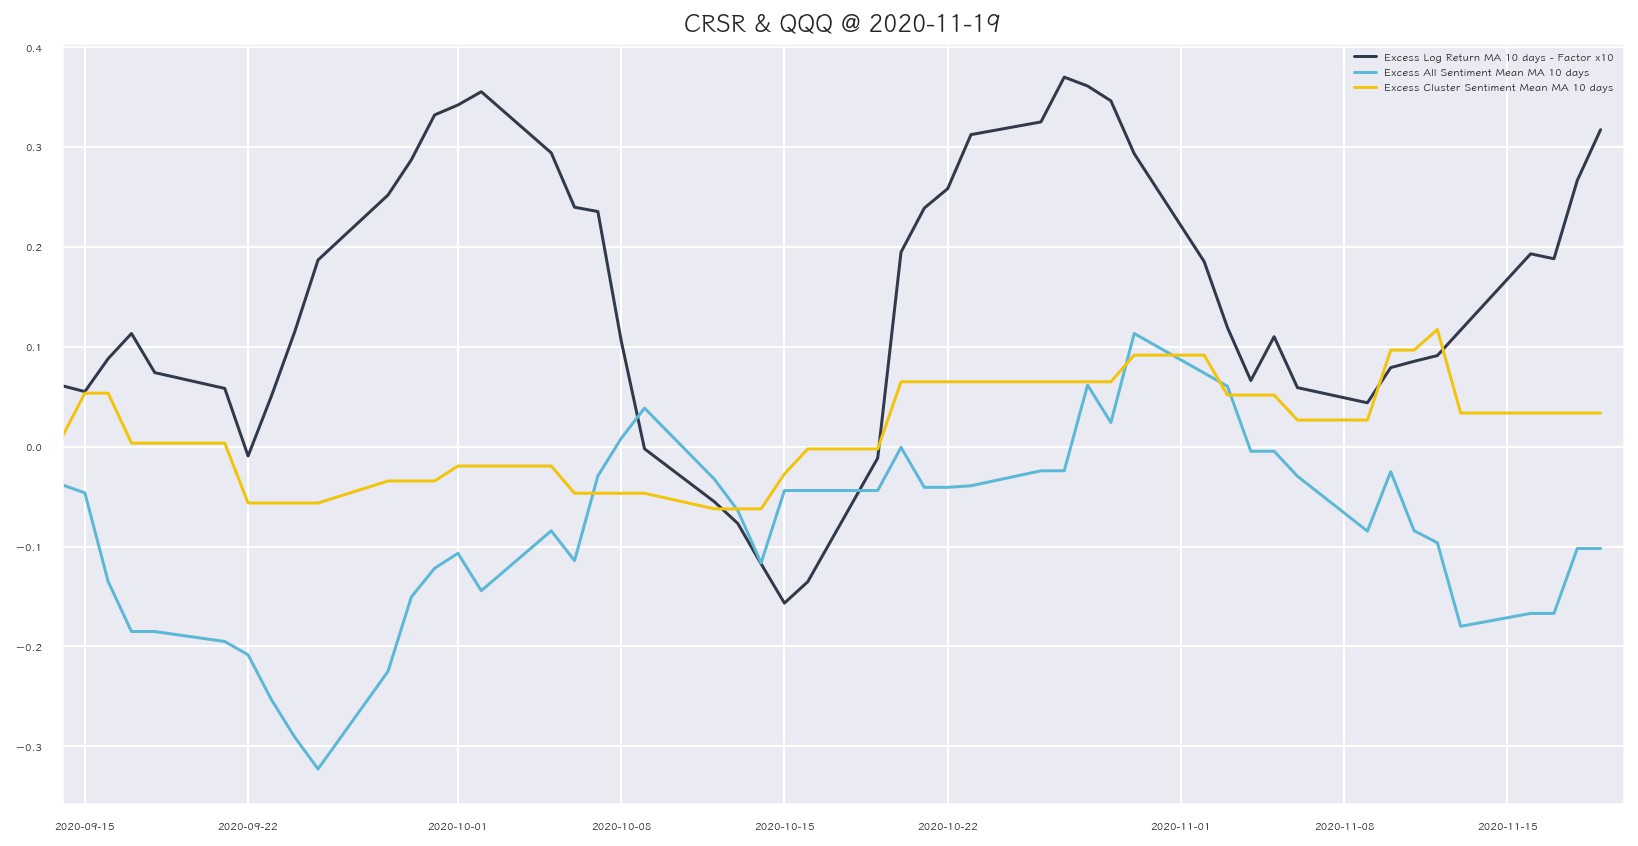 CRSR & QQQ @ 2020-11-19
0.4
0.3
0.2
0.1
0.0
−0.1
−0.2
−0.3
Excess Log Return MA 10 days - Factor x10
Excess All Sentiment Mean MA 10 days
Excess Cluster Sentiment Mean MA 10 days
2020-09-15 2020-09-22 2020-10-01 2020-10-08 2020-10-15 2020-10-22 2020-11-01 2020-11-08 2020-11-15